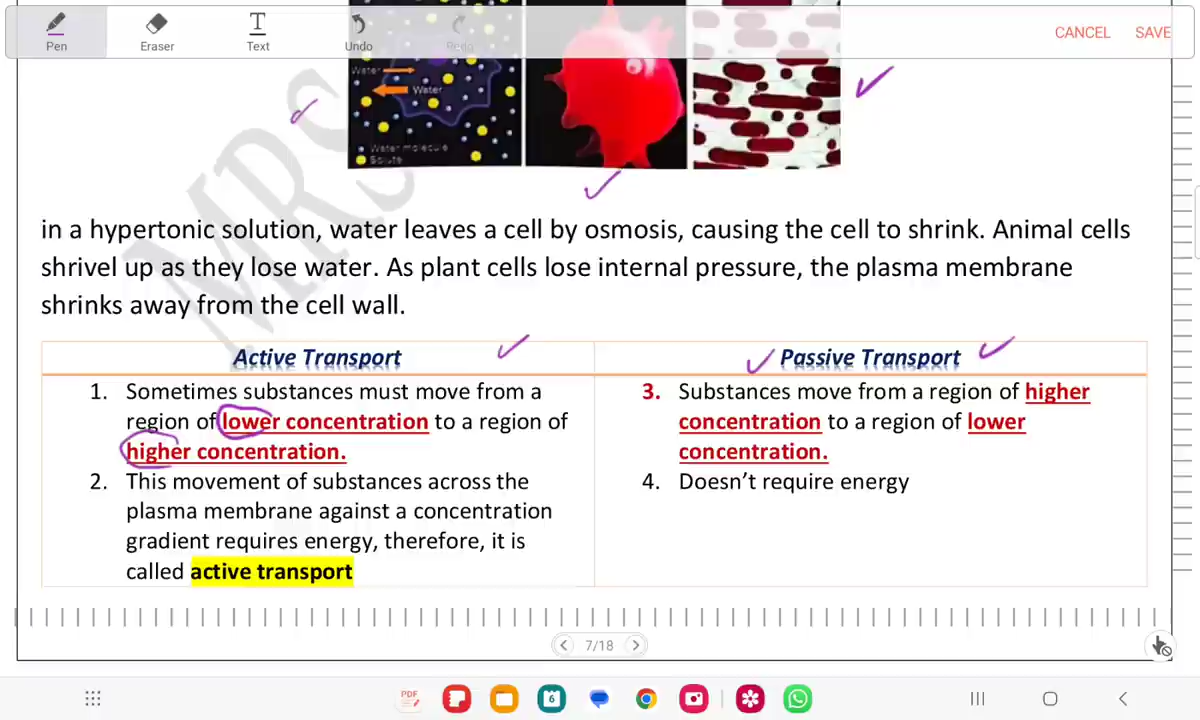 Pen
Eraser
Text
Undo
Redo
CANCEL
SAVE
Water
Water
Water molecule
Solute
MRS
in a hypertonic solution, water leaves a cell by osmosis, causing the cell to shrink. Animal cells
shrivel up as they lose water. As plant cells lose internal pressure, the plasma membrane
shrinks away from the cell wall.
Active Transport
1. Sometimes substances must move from a
region of lower concentration to a region of
higher concentration.
2. This movement of substances across the
plasma membrane against a concentration
gradient requires energy, therefore, it is
called active transport
Passive Transport
3. Substances move from a region of higher
concentration to a region of lower
concentration.
4. Doesn't require energy
7/18
PDF
6